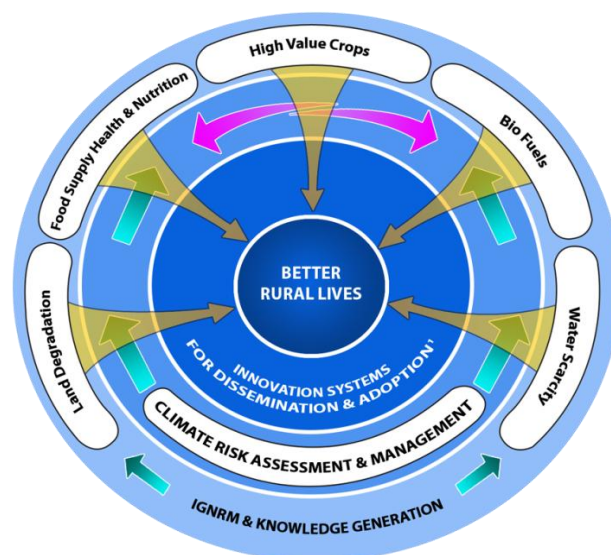 High Value Crops
Food Supply Health & Nutrition
Bio Fuels
BETTER
RURAL LIVES
Land Degradation
Water Scarcity
INNOVATION SYSTEMS
FOR DISSEMINATION & ADOPTION¹
CLIMATE RISK ASSESSMENT & MANAGEMENT
IGNRM & KNOWLEDGE GENERATION